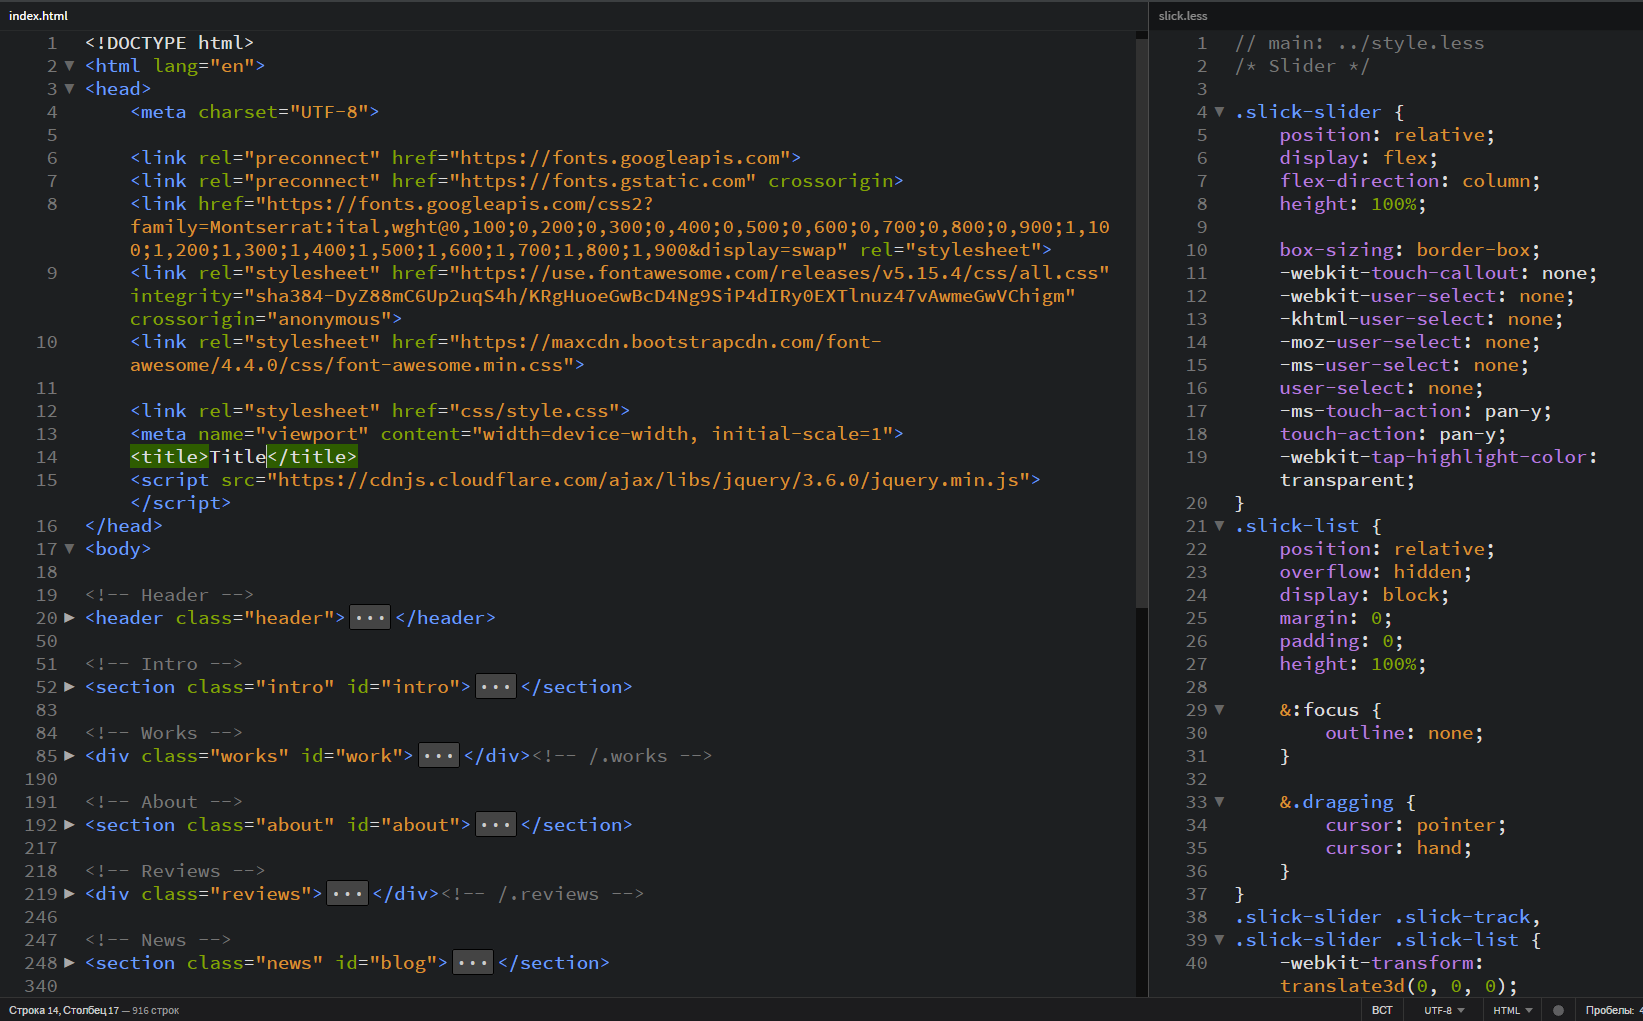 index.html
1 <!DOCTYPE html>
2 <html lang="en">
3 <head>
4 <meta charset="UTF-8">
5
6 <link rel="preconnect" href="https://fonts.googleapis.com">
7 <link rel="preconnect" href="https://fonts.gstatic.com" crossorigin>
8 <link href="https://fonts.googleapis.com/css2?
family=Montserrat:ital,wght@0,100;0,200;0,300;0,400;0,500;0,600;0,700;0,800;0,900;1,10
0;1,200;1,300;1,400;1,500;1,600;1,700;1,800;1,900&display=swap" rel="stylesheet">
9 <link rel="stylesheet" href="https://use.fontawesome.com/releases/v5.15.4/css/all.css"
integrity="sha384-DyZ88mC6Up2uqS4h/KRgHuoeGwBcD4Ng9SiP4dIRy0EXTlnuz47vAwmeGwVChigm"
crossorigin="anonymous">
10 <link rel="stylesheet" href="https://maxcdn.bootstrapcdn.com/font-
awesome/4.4.0/css/font-awesome.min.css">
11
12 <link rel="stylesheet" href="css/style.css">
13 <meta name="viewport" content="width=device-width, initial-scale=1">
14 <title>Title</title>
15 <script src="https://cdnjs.cloudflare.com/ajax/libs/jquery/3.6.0/jquery.min.js">
</script>
16 </head>
17 <body>
18
19 <!-- Header -->
20 <header class="header">...</header>
50
51 <!-- Intro -->
52 <section class="intro" id="intro">...</section>
83
84 <!-- Works -->
85 <div class="works" id="work">...</div><!-- /.works -->
190
191 <!-- About -->
192 <section class="about" id="about">...</section>
217
218 <!-- Reviews -->
219 <div class="reviews">...</div><!-- /.reviews -->
246
247 <!-- News -->
248 <section class="news" id="blog">...</section>
340
slick.less
1 // main: ../style.less
2 /* Slider */
3
4 .slick-slider {
5 position: relative;
6 display: flex;
7 flex-direction: column;
8 height: 100%;
9
10 box-sizing: border-box;
11 -webkit-touch-callout: none;
12 -webkit-user-select: none;
13 -khtml-user-select: none;
14 -moz-user-select: none;
15 -ms-user-select: none;
16 user-select: none;
17 -ms-touch-action: pan-y;
18 touch-action: pan-y;
19 -webkit-tap-highlight-color:
transparent;
20 }
21 .slick-list {
22 position: relative;
23 overflow: hidden;
24 display: block;
25 margin: 0;
26 padding: 0;
27 height: 100%;
28
29 &:focus {
30 outline: none;
31 }
32
33 &.dragging {
34 cursor: pointer;
35 cursor: hand;
36 }
37 }
38 .slick-slider .slick-track,
39 .slick-slider .slick-list {
40 -webkit-transform:
translate3d(0, 0, 0);
Строка 14, Столбец 17 — 916 строк
ВСТ UTF-8 HTML Пробелы: 4